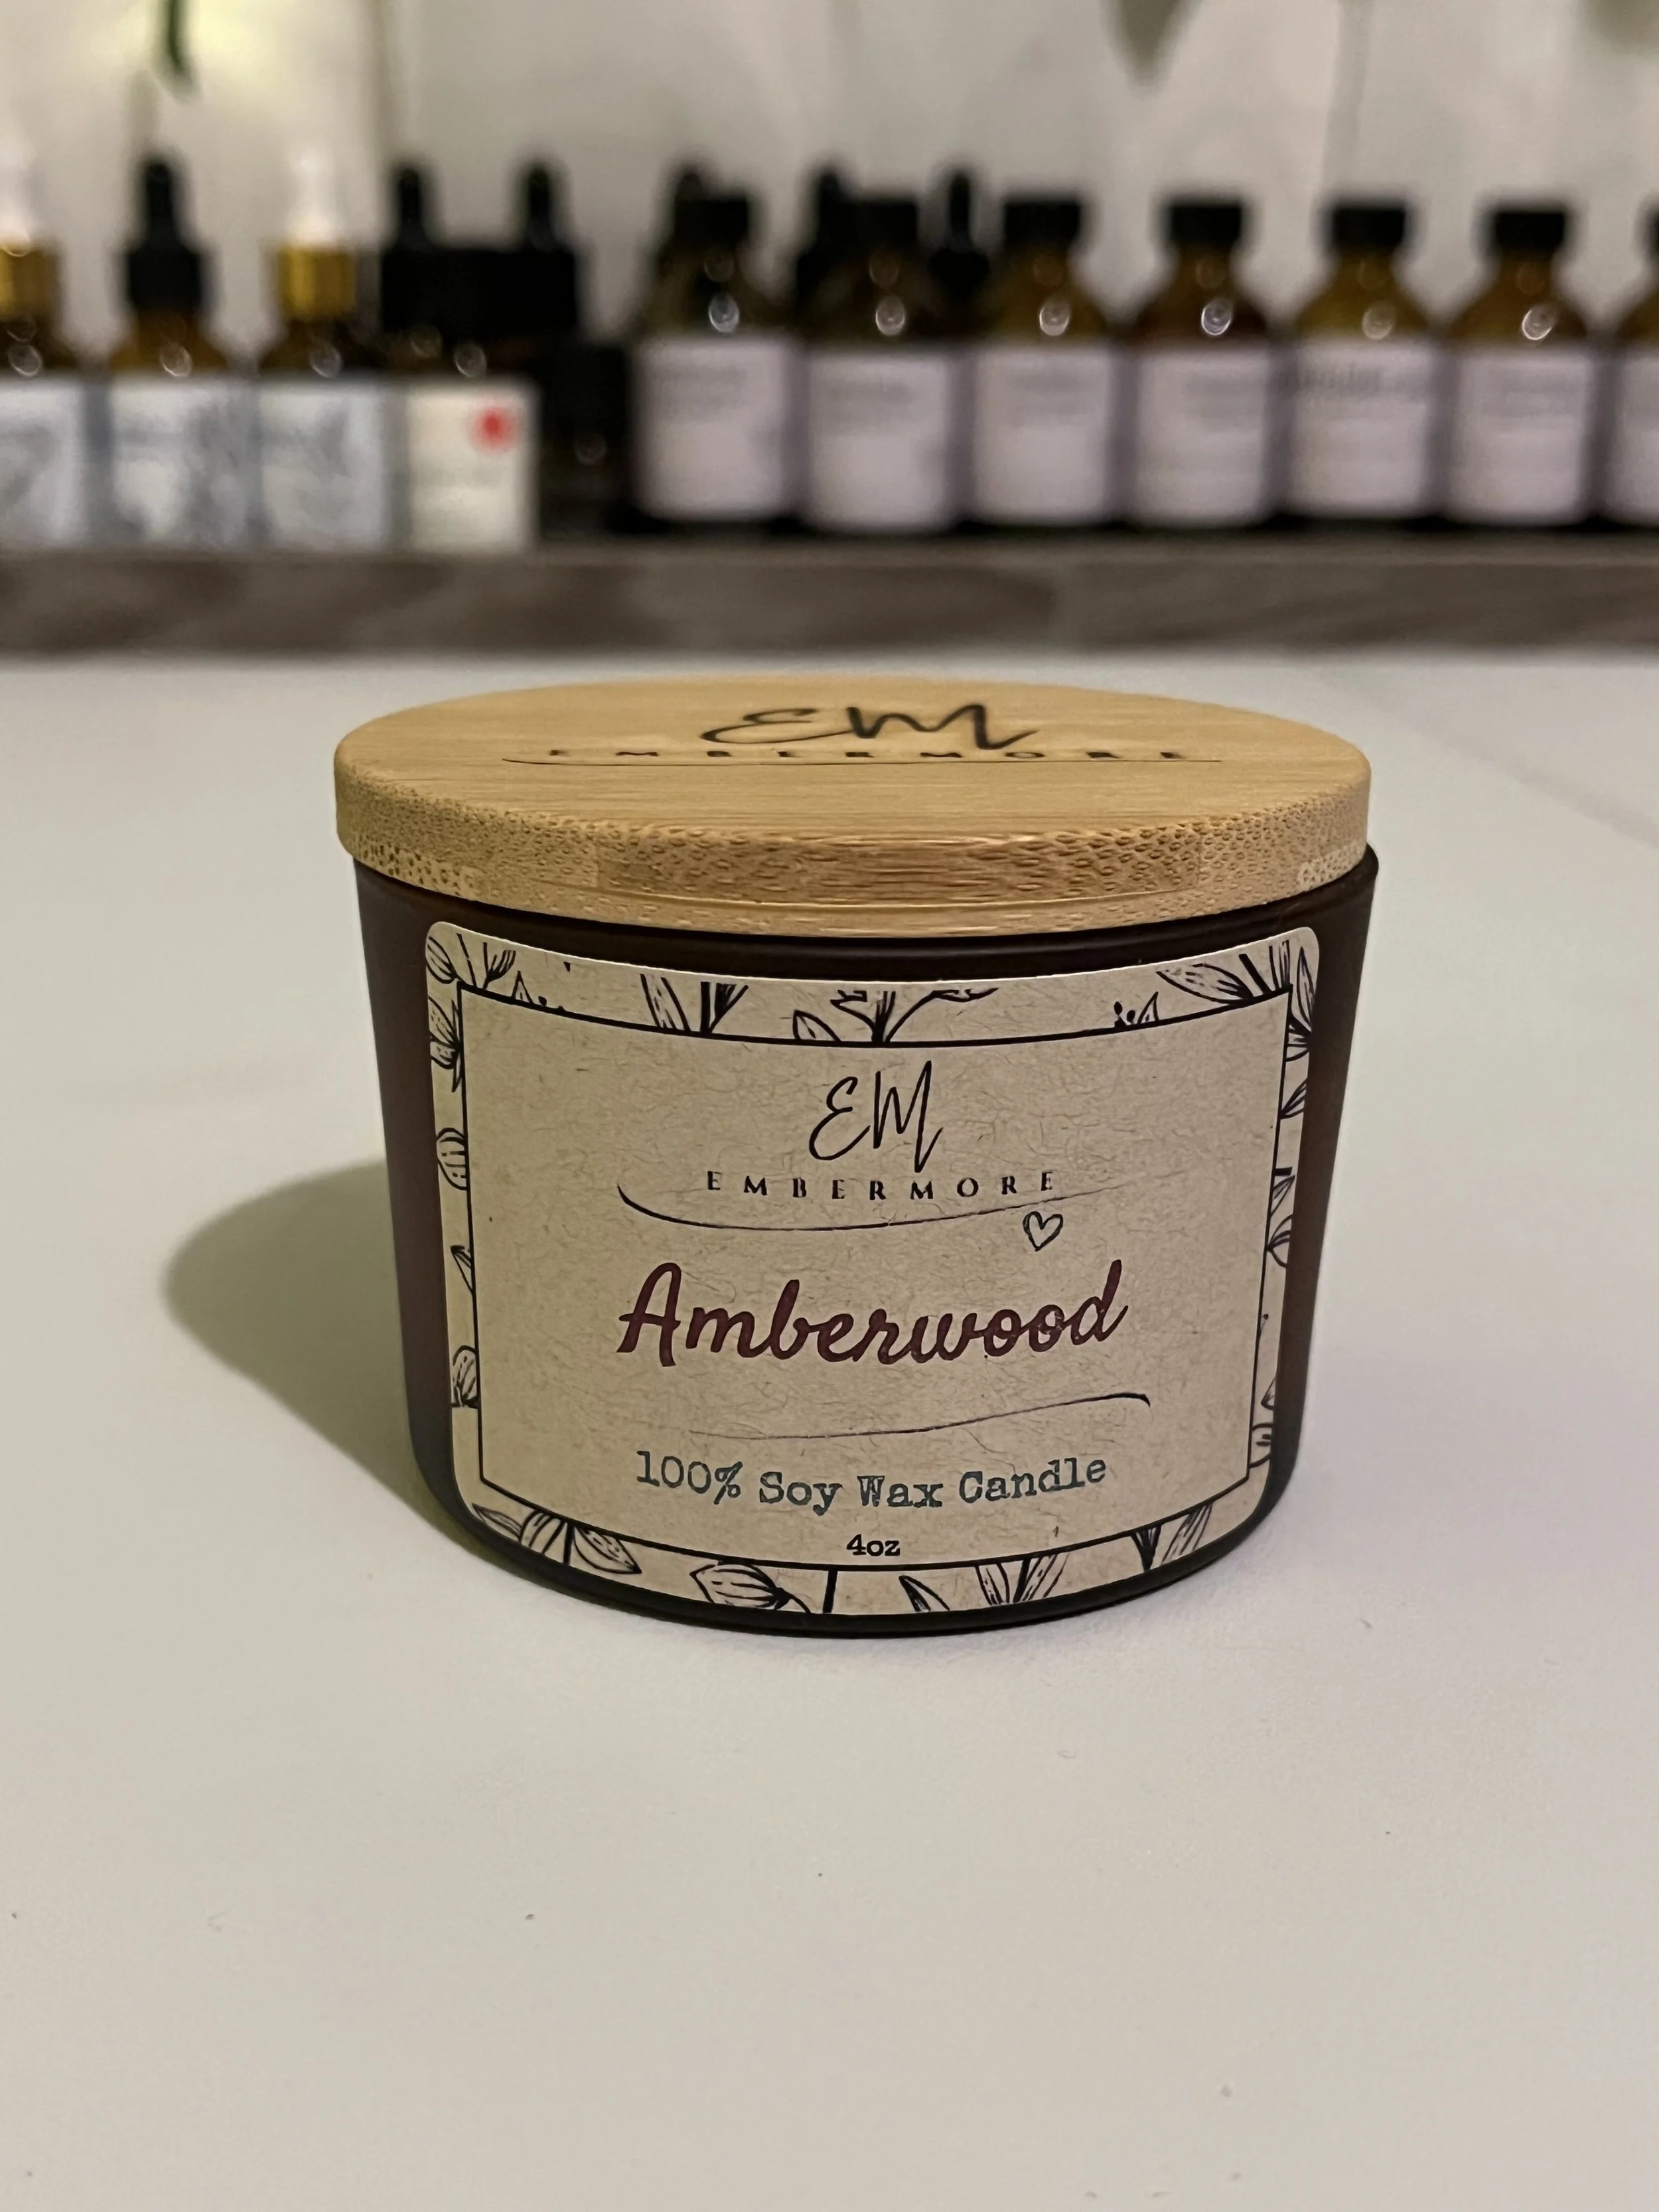 EM
EMBERMORE
EM
EMBERMORE
Amberwood
100% Soy Wax Candle
4oz